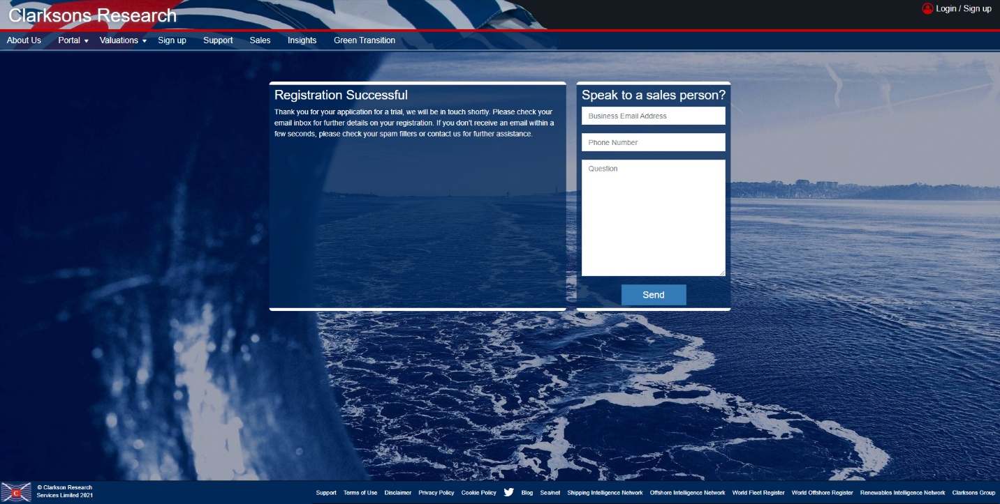 Clarksons Research
Login / Sign up
About Us Portal Valuations Sign up Support Sales Insights Green Transition
Registration Successful
Thank you for your application for a trial, we will be in touch shortly. Please check your
email inbox for further details on your registration. If you don't receive an email within a
few seconds, please check your spam filters or contact us for further assistance.
Speak to a sales person?
Business Email Address
Phone Number
Question
Send
C
© Clarkson Research
Services Limited 2021
Support Terms of Use Disclaimer Privacy Policy Cookie Policy Blog Sea/net Shipping Intelligence Network Offshore Intelligence Network World Fleet Register World Offshore Register Renewables Intelligence Network Clarksons Group